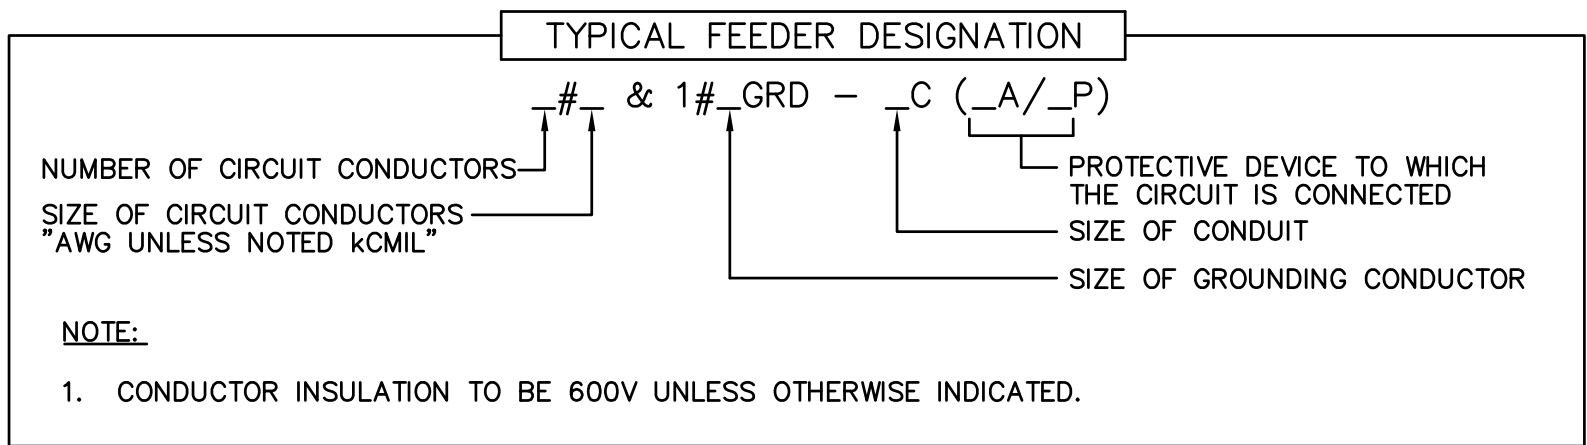 TYPICAL FEEDER DESIGNATION
_#_ & 1#_GRD - _C (_A/_P)
NUMBER OF CIRCUIT CONDUCTORS
SIZE OF CIRCUIT CONDUCTORS
"AWG UNLESS NOTED kCMIL"
PROTECTIVE DEVICE TO WHICH
THE CIRCUIT IS CONNECTED
SIZE OF CONDUIT
SIZE OF GROUNDING CONDUCTOR
NOTE:
1. CONDUCTOR INSULATION TO BE 600V UNLESS OTHERWISE INDICATED.